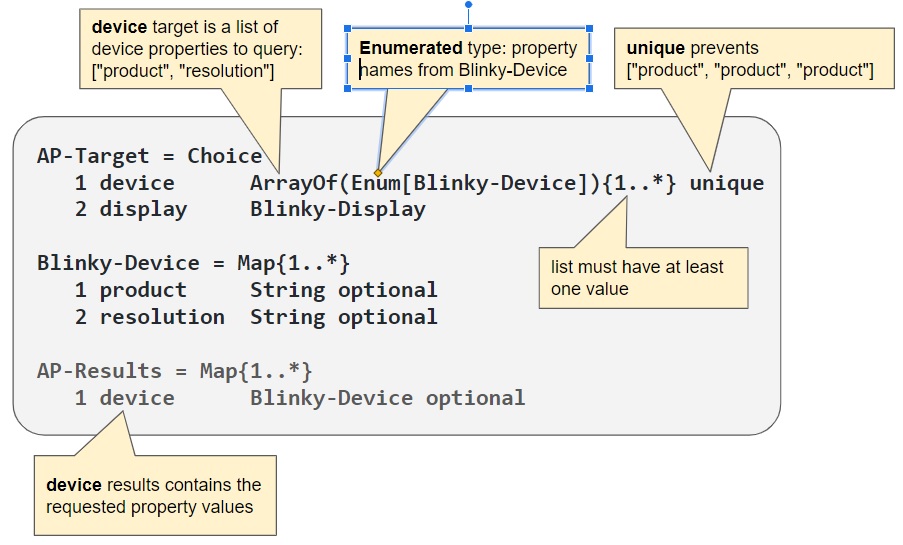 device target is a list of
device properties to query:
["product", "resolution"]
Enumerated type: property
names from Blinky-Device
unique prevents
["product", "product", "product"]
AP-Target = Choice
1 device ArrayOf(Enum[Blinky-Device]){1..*} unique
2 display Blinky-Display
list must have at least
one value
Blinky-Device = Map{1..*}
1 product String optional
2 resolution String optional
AP-Results = Map{1..*}
1 device Blinky-Device optional
device results contains the
requested property values